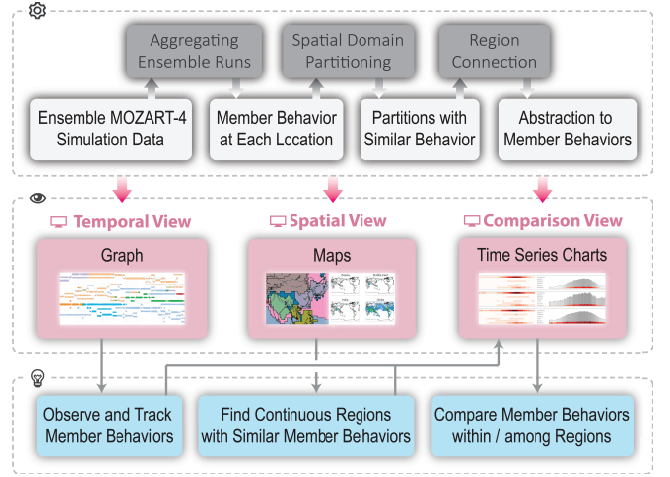 Aggregating
Ensemble Runs
Spatial Domain
Partitioning
Region
Connection
Ensemble MOZART-4
Simulation Data
Member Behavior
at Each Location
Partitions with
Similar Behavior
Abstraction to
Member Behaviors
Temporal View
Spatial View
Comparison View
Graph
Maps
Time Series Charts
Observe and Track
Member Behaviors
Find Continuous Regions
with Similar Member Behaviors
Compare Member Behaviors
within / among Regions